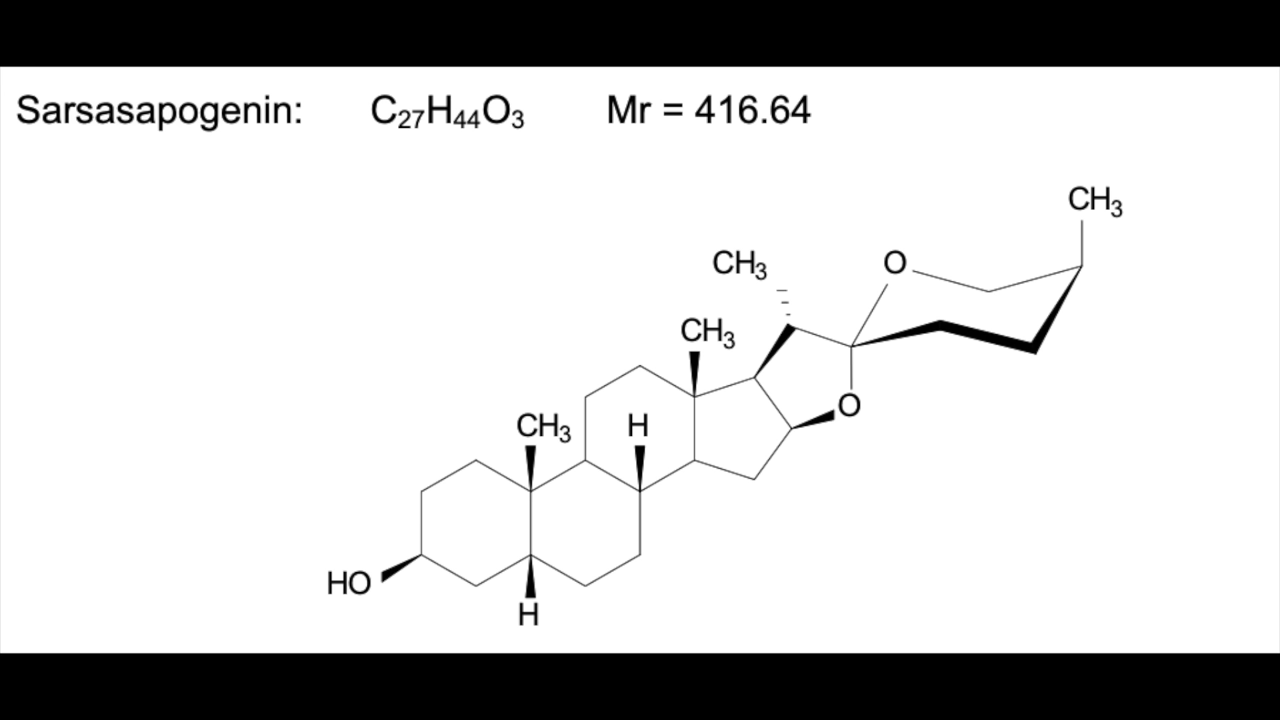 Sarsasapogenin: C₂₇H₄₄O₃ Mr = 416.64
CH₃
CH₃
O
CH₃
O
CH₃
H
HO
H